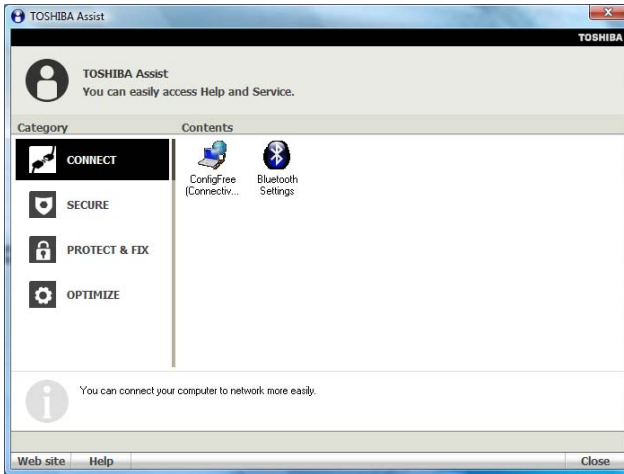 TOSHIBA Assist
TOSHIBA
TOSHIBA Assist
You can easily access Help and Service.
Category
Contents
CONNECT
SECURE
PROTECT & FIX
OPTIMIZE
ConfigFree
(Connectiv...
Bluetooth
Settings
You can connect your computer to network more easily.
Web site
Help
Close